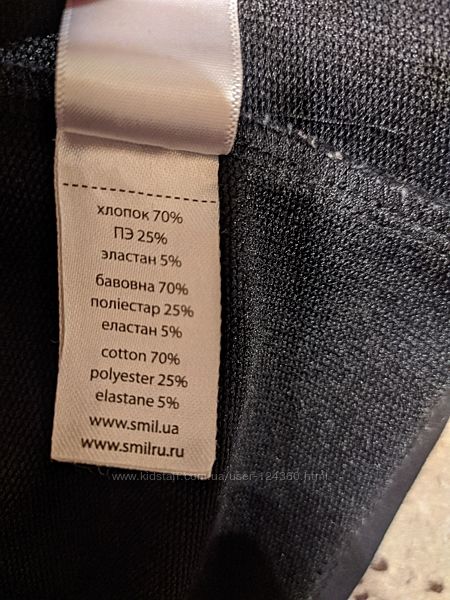 хлопок 70%
ПЭ 25%
эластан 5%
бавовна 70%
поліестар 25%
еластан 5%
cotton 70%
polyester 25%
elastane 5%
www.smil.ua
www.smilru.ru
www.kidstaff.com.ua/user-124360.html